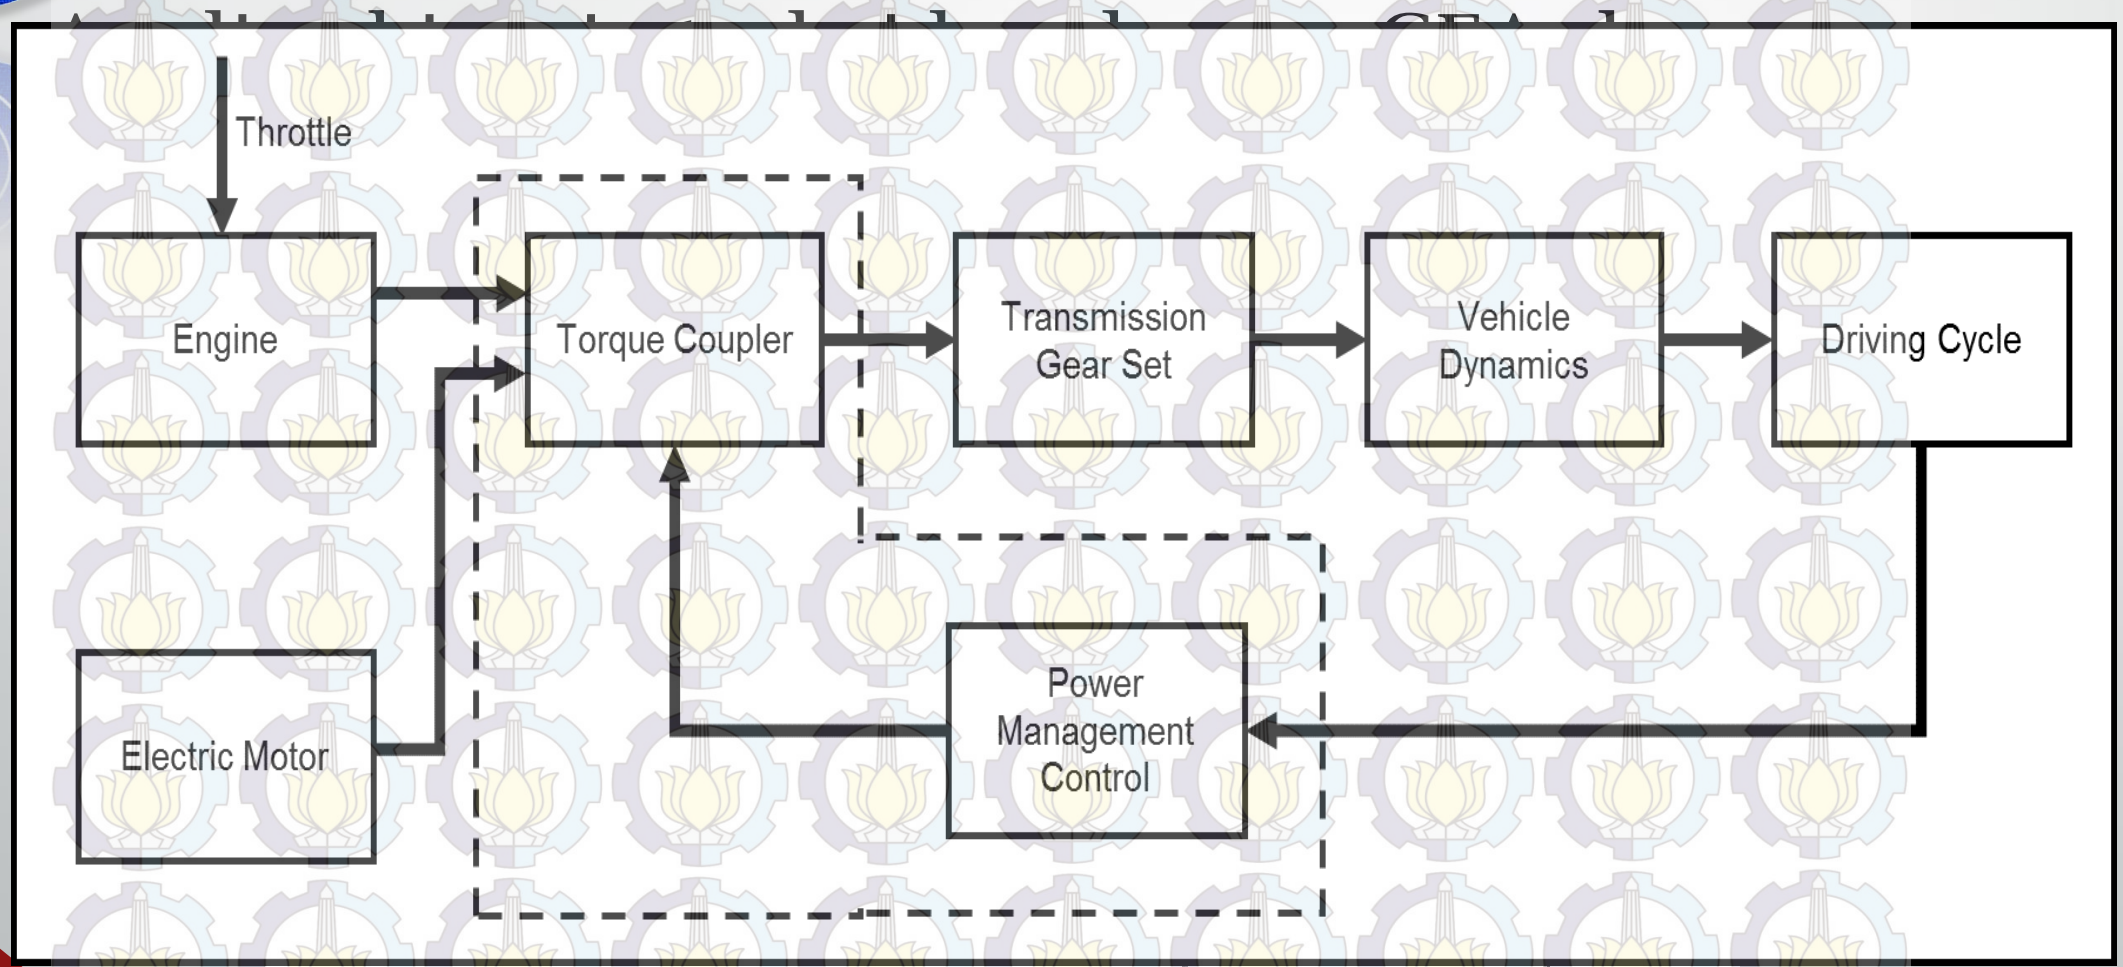 Throttle
Engine
Torque Coupler
Transmission
Gear Set
Vehicle
Dynamics
Driving Cycle
Electric Motor
Power
Management
Control